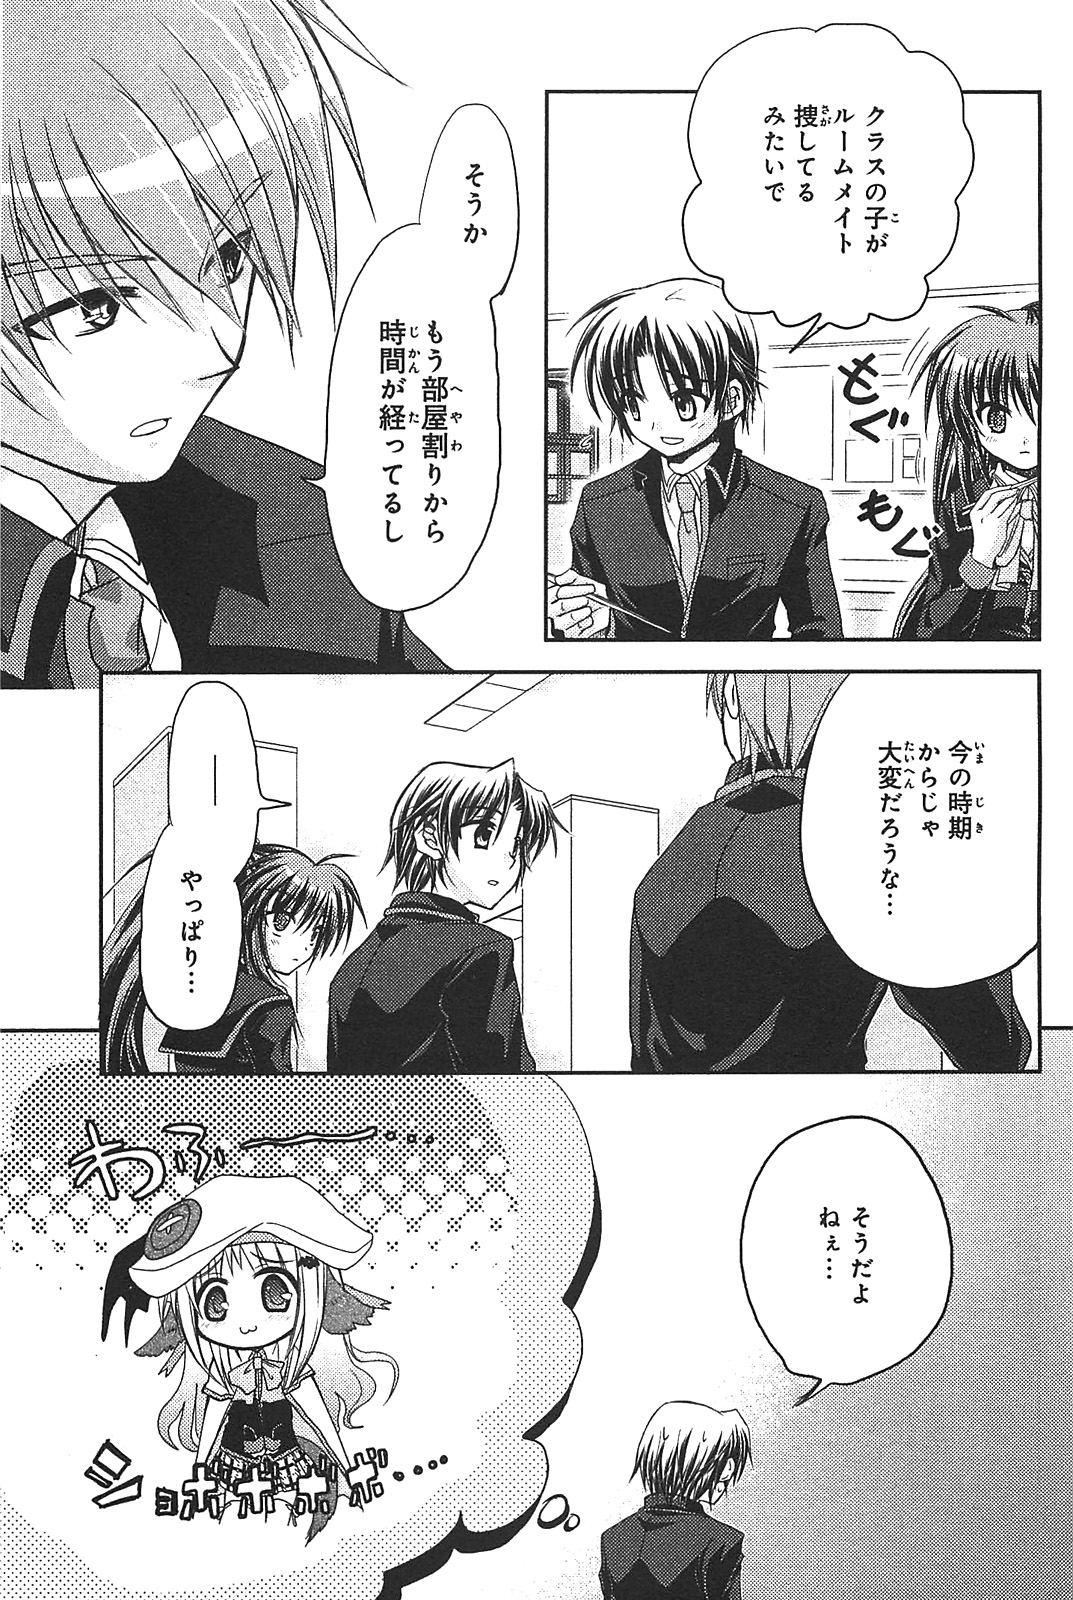 クラスの子が
ルームメイト
捜してる
みたいで
もぐ
もぐ
そうか
もう部屋割りから
時間が経ってるし
今の時期
からじゃ
大変だろうな…
―
やっぱり…
そうだよ
ねぇ…
わふー…
ショボボボボ…